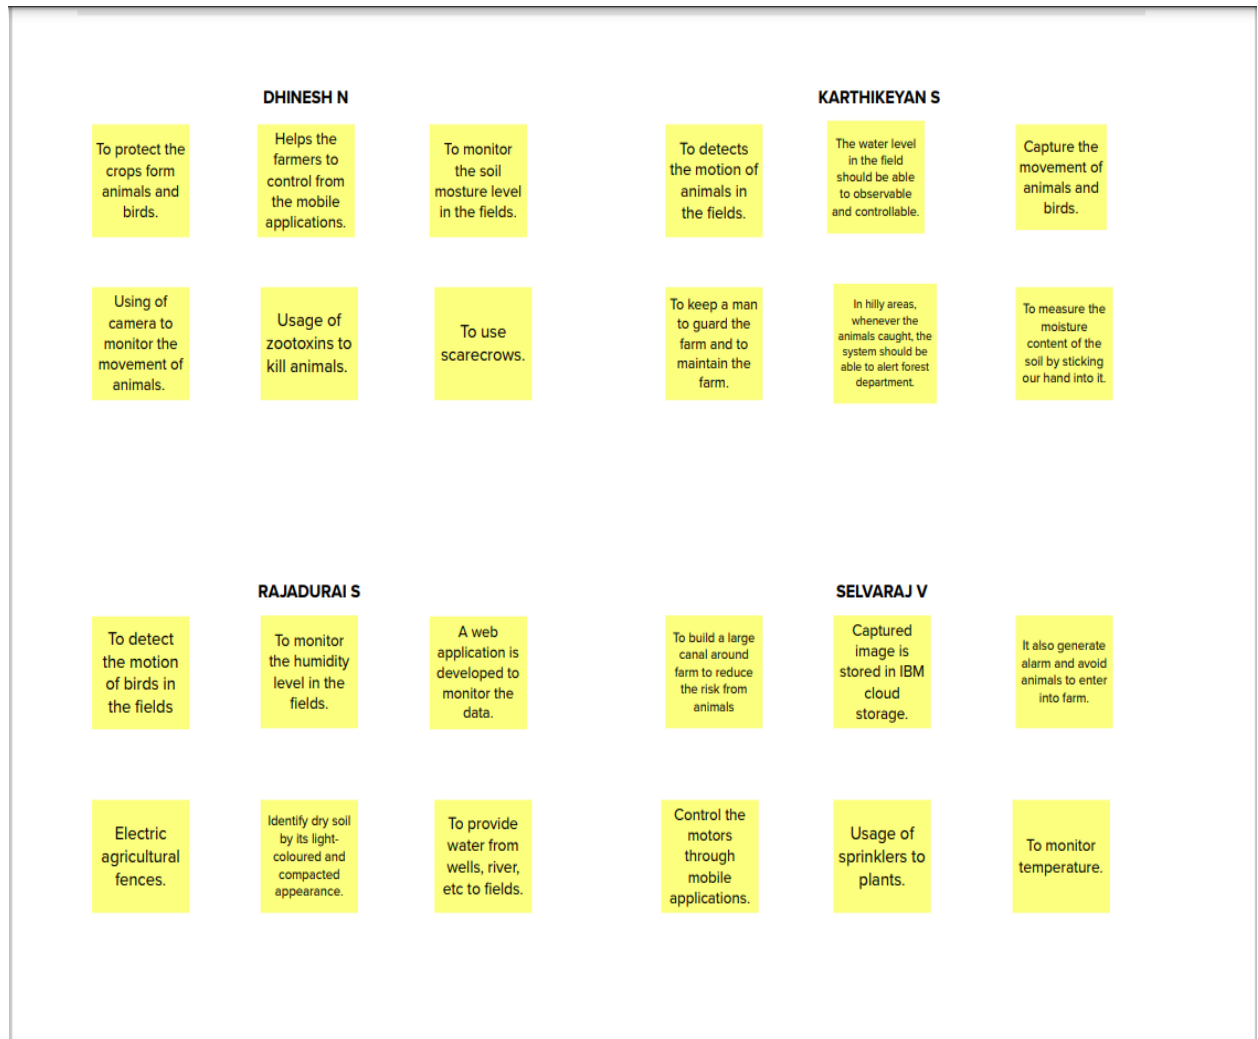 DHINESH N
To protect the
crops form
animals and
birds.
Helps the
farmers to
control from
the mobile
applications.
To monitor
the soil
mosture level
in the fields.
Using of
camera to
monitor the
movement of
animals.
Usage of
zootoxins to
kill animals.
To use
scarecrows.
KARTHIKEYAN S
To detects
the motion of
animals in
the fields.
The water level
in the field
should be able
to observable
and controllable.
Capture the
movement of
animals and
birds.
To keep a man
to guard the
farm and to
maintain the
farm.
In hilly areas,
whenever the
animals caught, the
system should be
able to alert forest
department.
To measure the
moisture
content of the
soil by sticking
our hand into it.
RAJADURAI S
To detect
the motion
of birds in
the fields
To monitor
the humidity
level in the
fields.
A web
application is
developed to
monitor the
data.
Electric
agricultural
fences.
Identify dry soil
by its light-
coloured and
compacted
appearance.
To provide
water from
wells, river,
etc to fields.
SELVARAJ V
To build a large
canal around
farm to reduce
the risk from
animals
Captured
image is
stored in IBM
cloud
storage.
It also generate
alarm and avoid
animals to enter
into farm.
Control the
motors
through
mobile
applications.
Usage of
sprinklers to
plants.
To monitor
temperature.